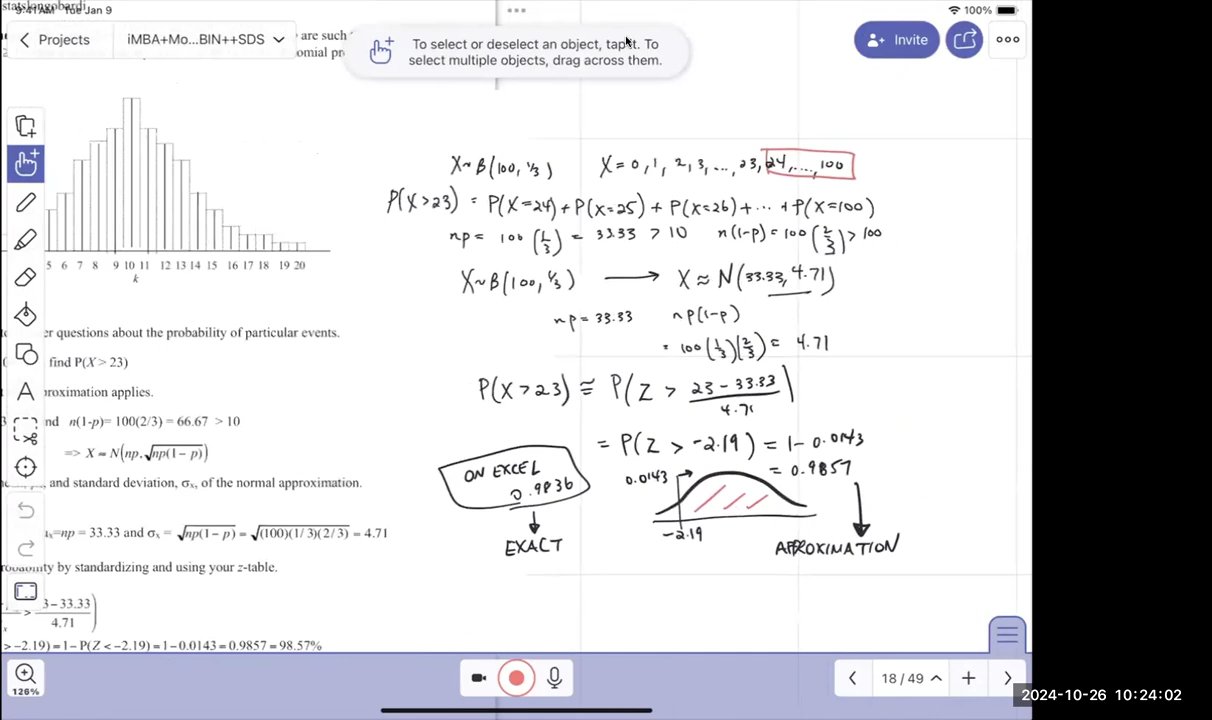 statslongobardi
9:41 AM Tue Jan 9
100%
Projects
iMBA+Mo...BIN++SDS
To select or deselect an object, tap it. To
select multiple objects, drag across them.
Invite
are such
omial pr
5 6 7 8 9 10 11 12 13 14 15 16 17 18 19 20
k
er questions about the probability of particular events.
find P(X > 23)
roximation applies.
nd n(1-p)= 100(2/3) = 66.67 > 10
=> X ≈ N(np, √np(1−p))
, and standard deviation, σx, of the normal approximation.
=np = 33.33 and σx = √np(1−p) = √(100)(1/3)(2/3) = 4.71
robability by standardizing and using your z-table.
> 3−33.33
4.71
> −2.19) = 1 − P(Z < −2.19) = 1 − 0.0143 = 0.9857 = 98.57%
X ~ B(100, 1/3) X = 0, 1, 2, 3, ..., 23, 24, ..., 100
P(X > 23) = P(X = 24) + P(X = 25) + P(X = 26) + ... + P(X = 100)
np = 100 (1/3) = 33.33 > 10 n(1-p) = 100 (2/3) > 100
X ~ B(100, 1/3) → X ≈ N(33.33, 4.71)
np = 33.33 np(1-p)
= 100 (1/3)(2/3) = 4.71
P(X > 23) ≅ P(Z > 23 − 33.33 / 4.71)
= P(Z > −2.19) = 1 − 0.0143
= 0.9857
ON EXCEL
0.9836
EXACT
0.0143
−2.19
APPROXIMATION
126%
18 / 49
2024-10-26 10:24:02